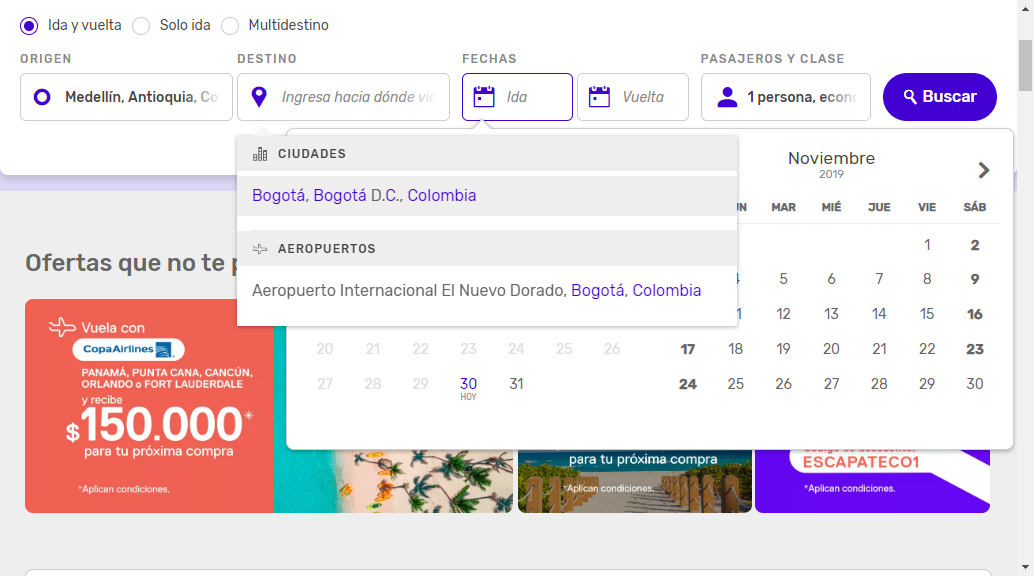 Ida y vuelta Solo ida Multidestino
ORIGEN DESTINO FECHAS PASAJEROS Y CLASE
Medellín, Antioquia, Co Ingresa hacia dónde via Ida Vuelta 1 persona, econ Buscar
CIUDADES
Bogotá, Bogotá D.C., Colombia
AEROPUERTOS
Aeropuerto Internacional El Nuevo Dorado, Bogotá, Colombia
Noviembre
2019
MAR MIÉ JUE VIE SÁB
1 2
5 6 7 8 9
12 13 14 15 16
20 21 22 23 24 25 26 17 18 19 20 21 22 23
27 28 29 30 31 24 25 26 27 28 29 30
HOY
Ofertas que no te
Vuela con
CopaAirlines
PANAMÁ, PUNTA CANA, CANCÚN,
ORLANDO o FORT LAUDERDALE
y recibe
$150.000*
para tu próxima compra
*Aplican condiciones.
para tu próxima compra
*Aplican condiciones.
ESCAPATECO1
*Aplican condiciones.